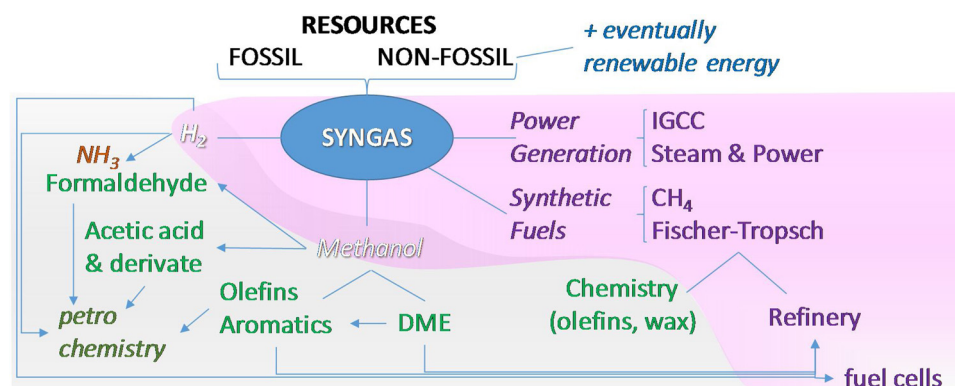 RESOURCES
FOSSIL NON-FOSSIL
+ eventually
renewable energy
H₂
SYNGAS
Power
Generation
IGCC
Steam & Power
NH₃
Formaldehyde
Synthetic
Fuels
CH₄
Fischer-Tropsch
Acetic acid
& derivate
Methanol
Olefins
Aromatics
DME
Chemistry
(olefins, wax)
Refinery
petro
chemistry
fuel cells